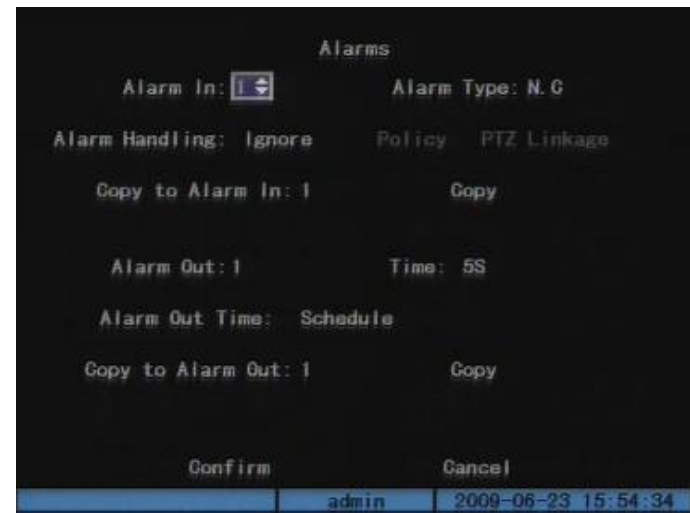 Alarms
Alarm In: 1 Alarm Type: N.C
Alarm Handling: Ignore Policy PTZ Linkage
Copy to Alarm In: 1 Copy
Alarm Out: 1 Time: 5S
Alarm Out Time: Schedule
Copy to Alarm Out: 1 Copy
Confirm Cancel
admin 2009-06-23 15:54:34